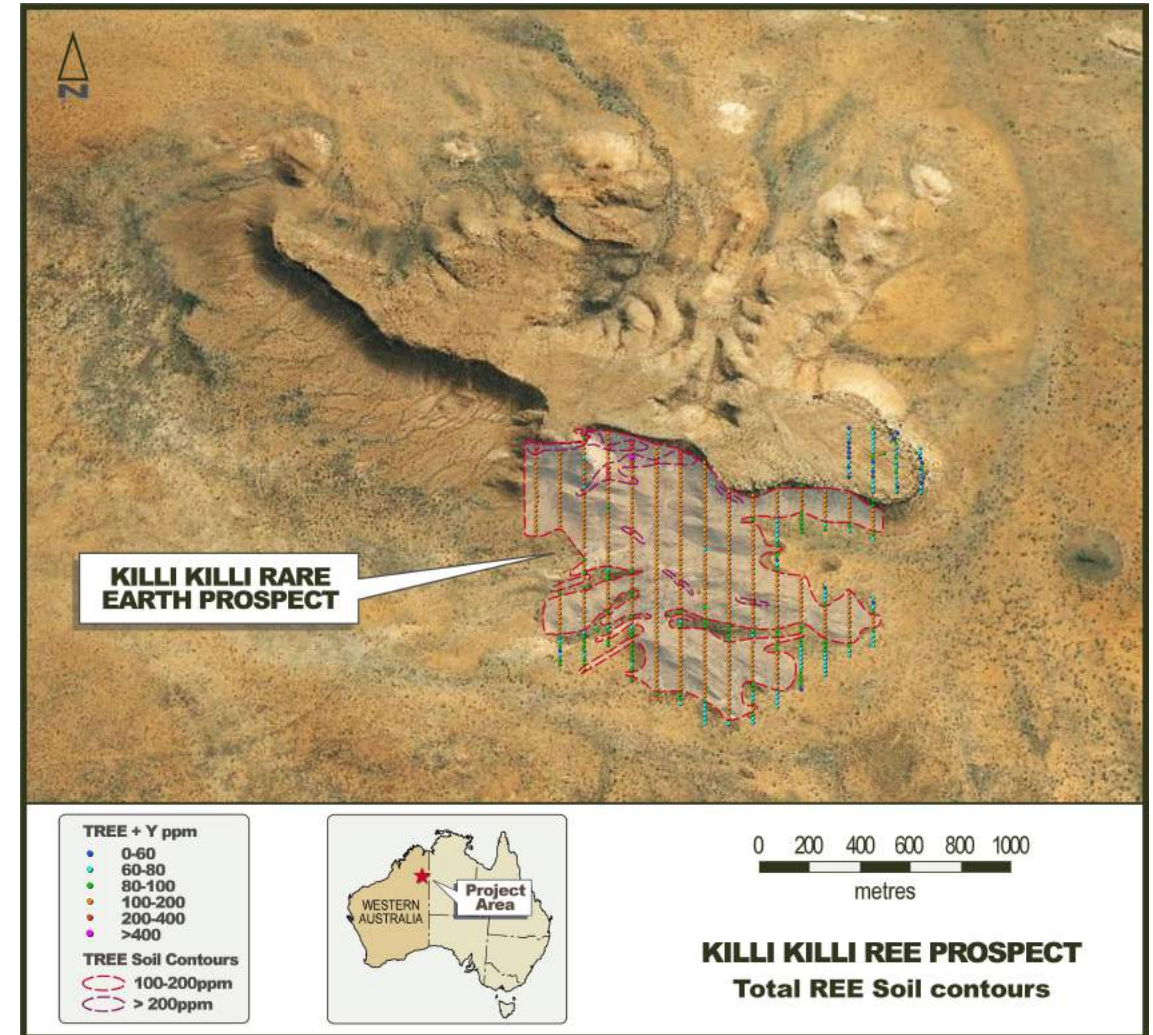 N
KILLI KILLI RARE
EARTH PROSPECT
TREE + Y ppm
0-60
60-80
80-100
100-200
200-400
>400
TREE Soil Contours
100-200ppm
> 200ppm
WESTERN
AUSTRALIA
Project
Area
0 200 400 600 800 1000
metres
KILLI KILLI REE PROSPECT
Total REE Soil contours